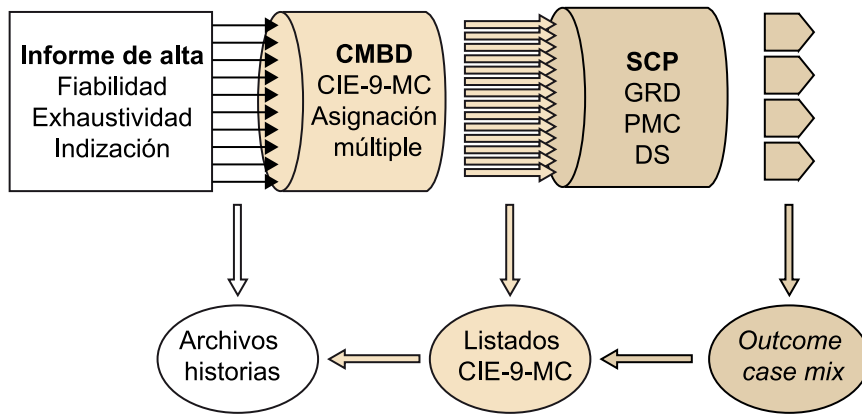 Informe de alta
Fiabilidad
Exhaustividad
Indización
CMBD
CIE-9-MC
Asignación
múltiple
SCP
GRD
PMC
DS
Archivos
historias
Listados
CIE-9-MC
Outcome
case mix